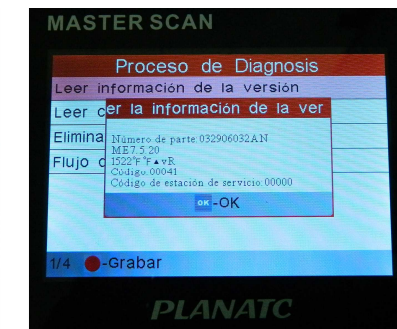 MASTER SCAN
Proceso de Diagnosis
Leer información de la versión
Leer c
er la información de la ver
Elimina
Número de parte:032906032AN
ME7.5.20
Flujo d
1522°F °F▲vR
Código:00041
Código de estación de servicio:00000
OK -OK
1/4 -Grabar
PLANATC